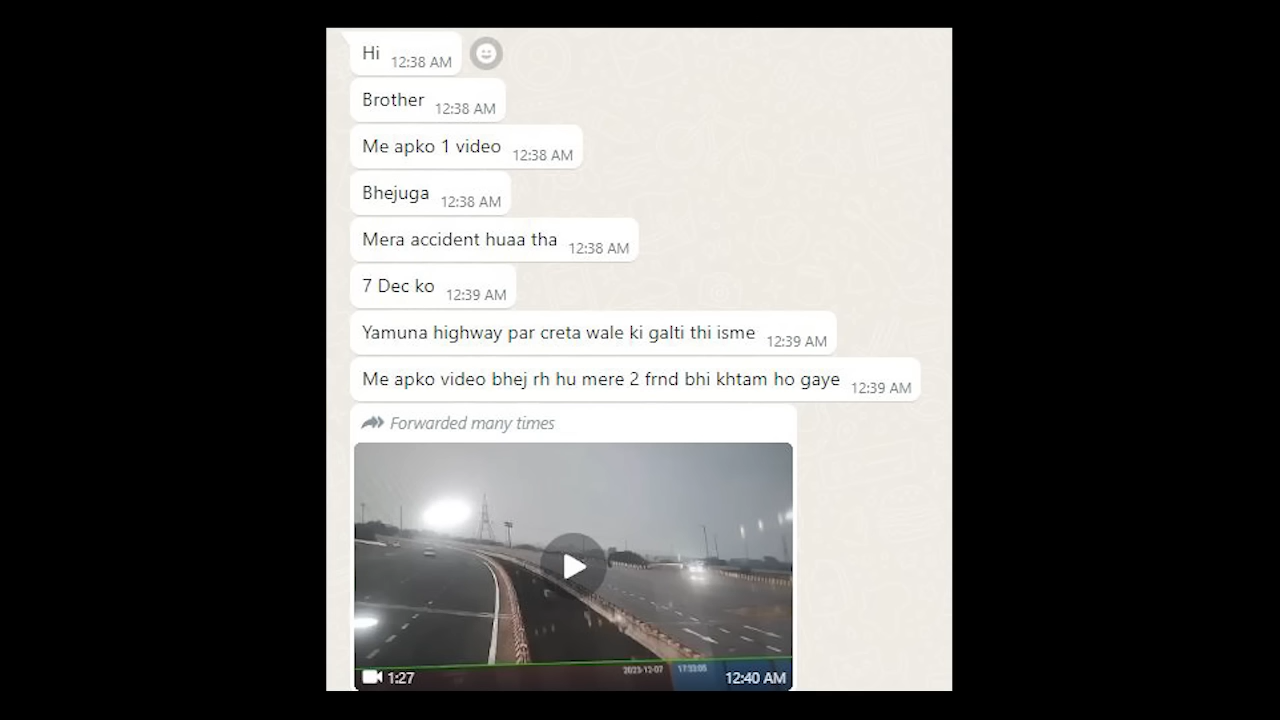 Hi 12:38 AM
Brother 12:38 AM
Me apko 1 video 12:38 AM
Bhejuga 12:38 AM
Mera accident huaa tha 12:38 AM
7 Dec ko 12:39 AM
Yamuna highway par creta wale ki galti thi isme 12:39 AM
Me apko video bhej rh hu mere 2 frnd bhi khtam ho gaye 12:39 AM
Forwarded many times
2023-12-07 17:33:05
1:27 12:40 AM